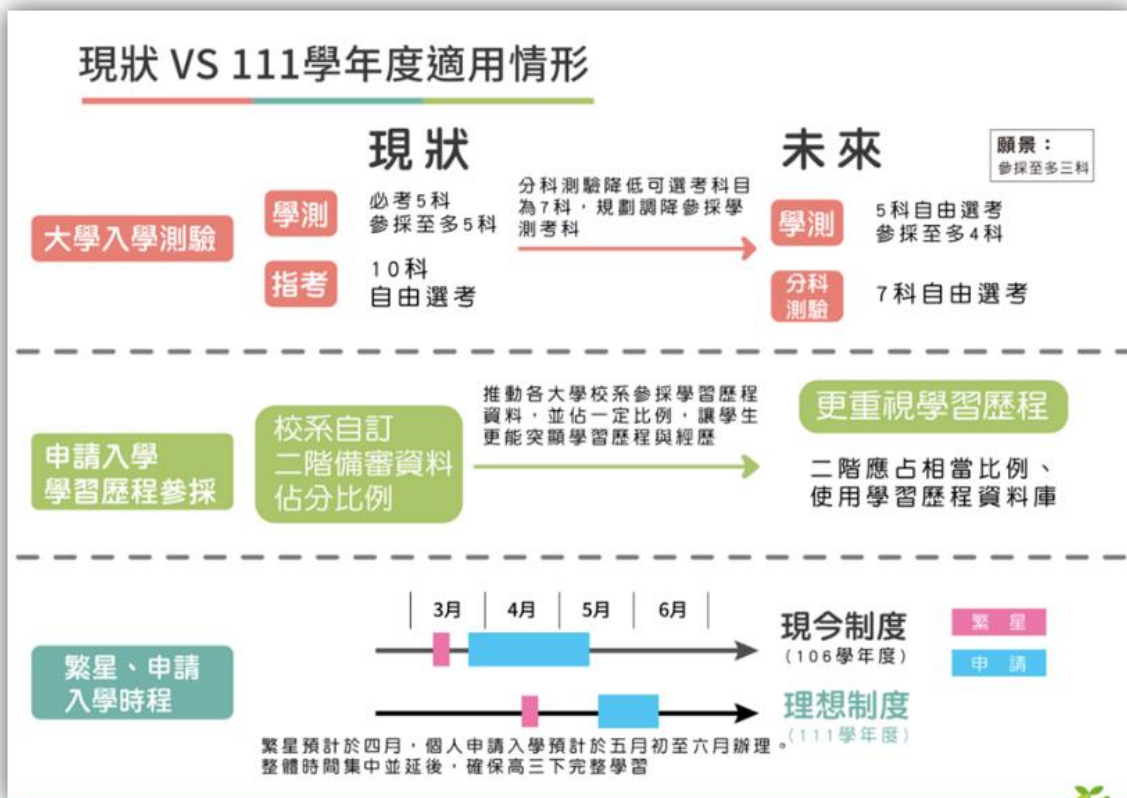 現狀 VS 111學年度適用情形
現狀
未來
願景：
參採至多三科
大學入學測驗
學測
必考5科
參採至多5科
指考
10科
自由選考
分科測驗降低可選考科目
為7科，規劃調降參採學
測考科
學測
5科自由選考
參採至多4科
分科
測驗
7科自由選考
申請入學
學習歷程參採
校系自訂
二階備審資料
佔分比例
推動各大學校系參採學習歷程
資料，並佔一定比例，讓學生
更能突顯學習歷程與經歷
更重視學習歷程
二階應占相當比例、
使用學習歷程資料庫
繁星、申請
入學時程
3月
4月
5月
6月
現今制度
(106學年度)
繁 星
申 請
理想制度
(111學年度)
繁星預計於四月，個人申請入學預計於五月初至六月辦理。
整體時間集中並延後，確保高三下完整學習